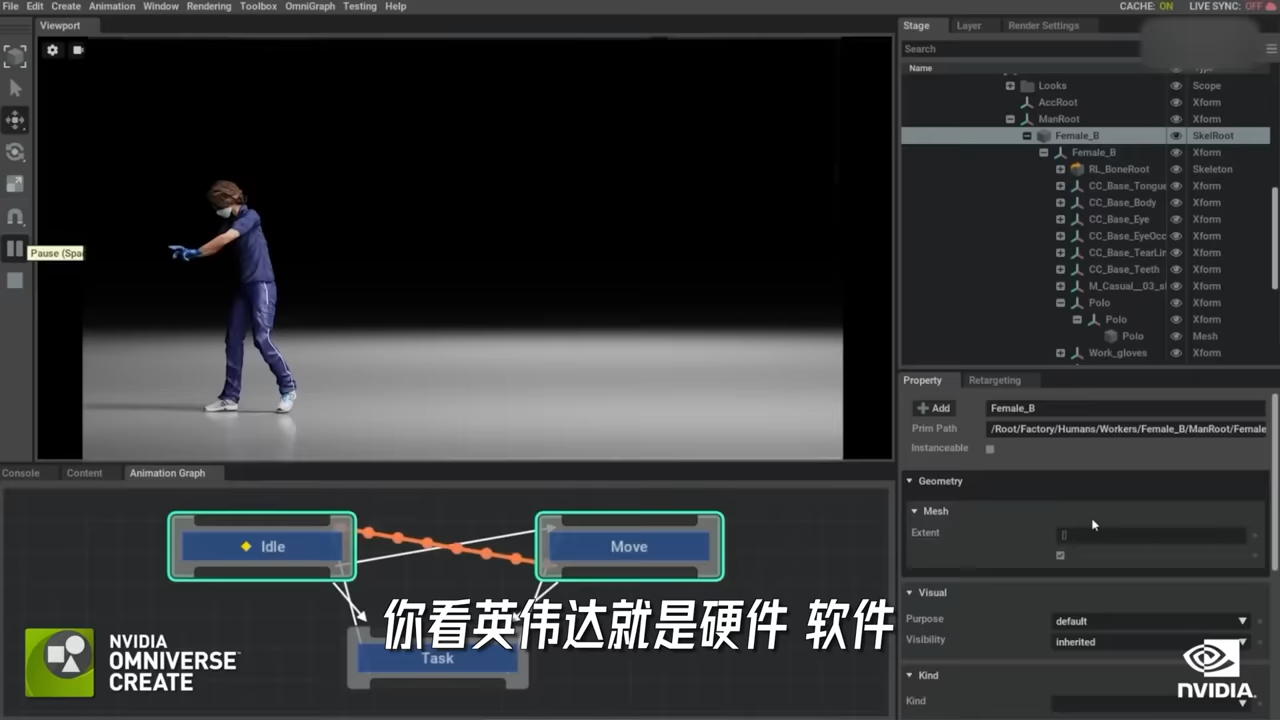 File Edit Create Animation Window Rendering Toolbox OmniGraph Testing Help
CACHE: ON LIVE SYNC: OFF
Viewport
Stage Layer Render Settings
Search
Name
Looks Scope
AccRoot Xform
ManRoot Xform
Female_B SkelRoot
Female_B Xform
RL_BoneRoot Skeleton
CC_Base_Tongue Xform
CC_Base_Body Xform
CC_Base_Eye Xform
CC_Base_EyeOcc Xform
CC_Base_TearLin Xform
CC_Base_Teeth Xform
M_Casual__03_s Xform
Polo Xform
Polo Xform
Polo Mesh
Work_gloves Xform
Pause (Spa
Property Retargeting
Add Female_B
Prim Path /Root/Factory/Humans/Workers/Female_B/ManRoot/Female
Instanceable
Geometry
Mesh
Extent []
Visual
Purpose default
Visibility inherited
Kind
Kind
Console Content Animation Graph
Idle Move
Task
你看英伟达就是硬件 软件
NVIDIA
OMNIVERSE™
CREATE
NVIDIA.